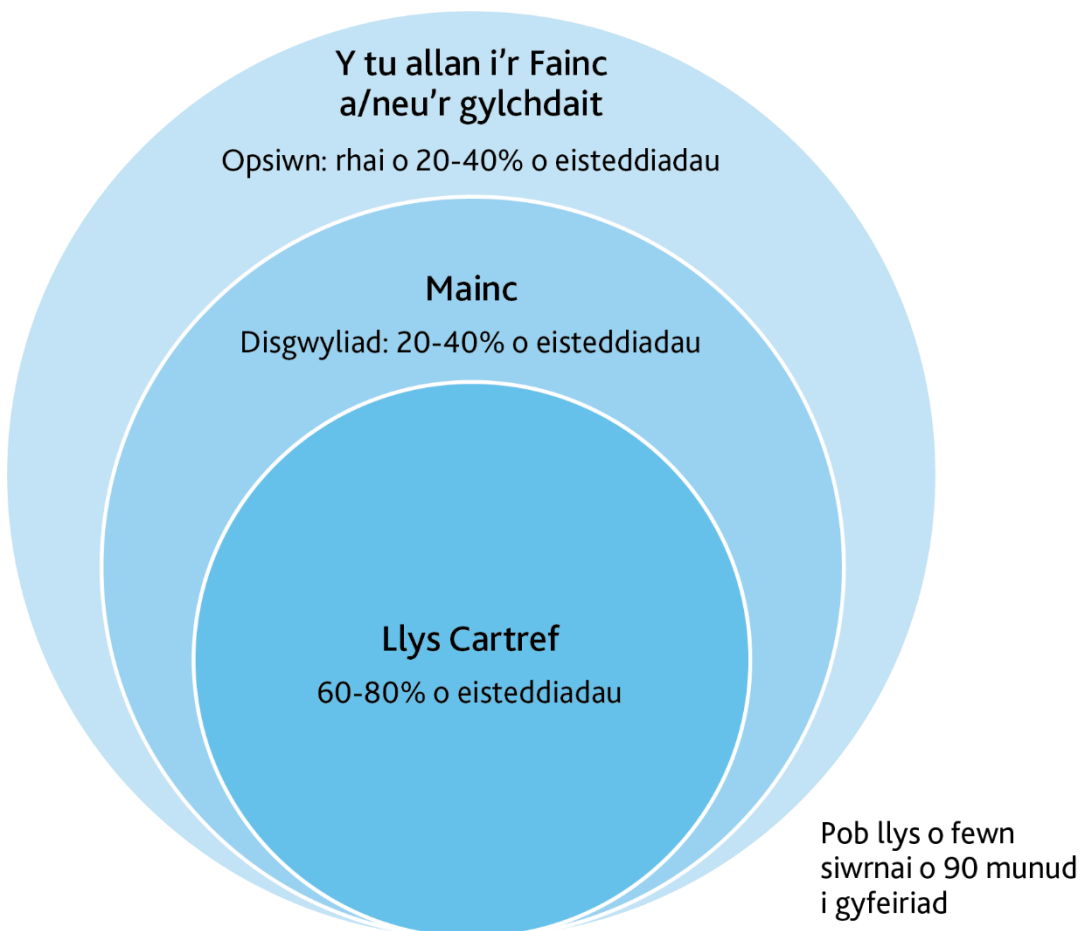 Y tu allan i’r Fainc
a/neu’r gylchdait
Opsiwn: rhai o 20-40% o eisteddiadau
Mainc
Disgwyliad: 20-40% o eisteddiadau
Llys Cartref
60-80% o eisteddiadau
Pob llys o fewn
siwrnai o 90 munud
i gyfeiriad